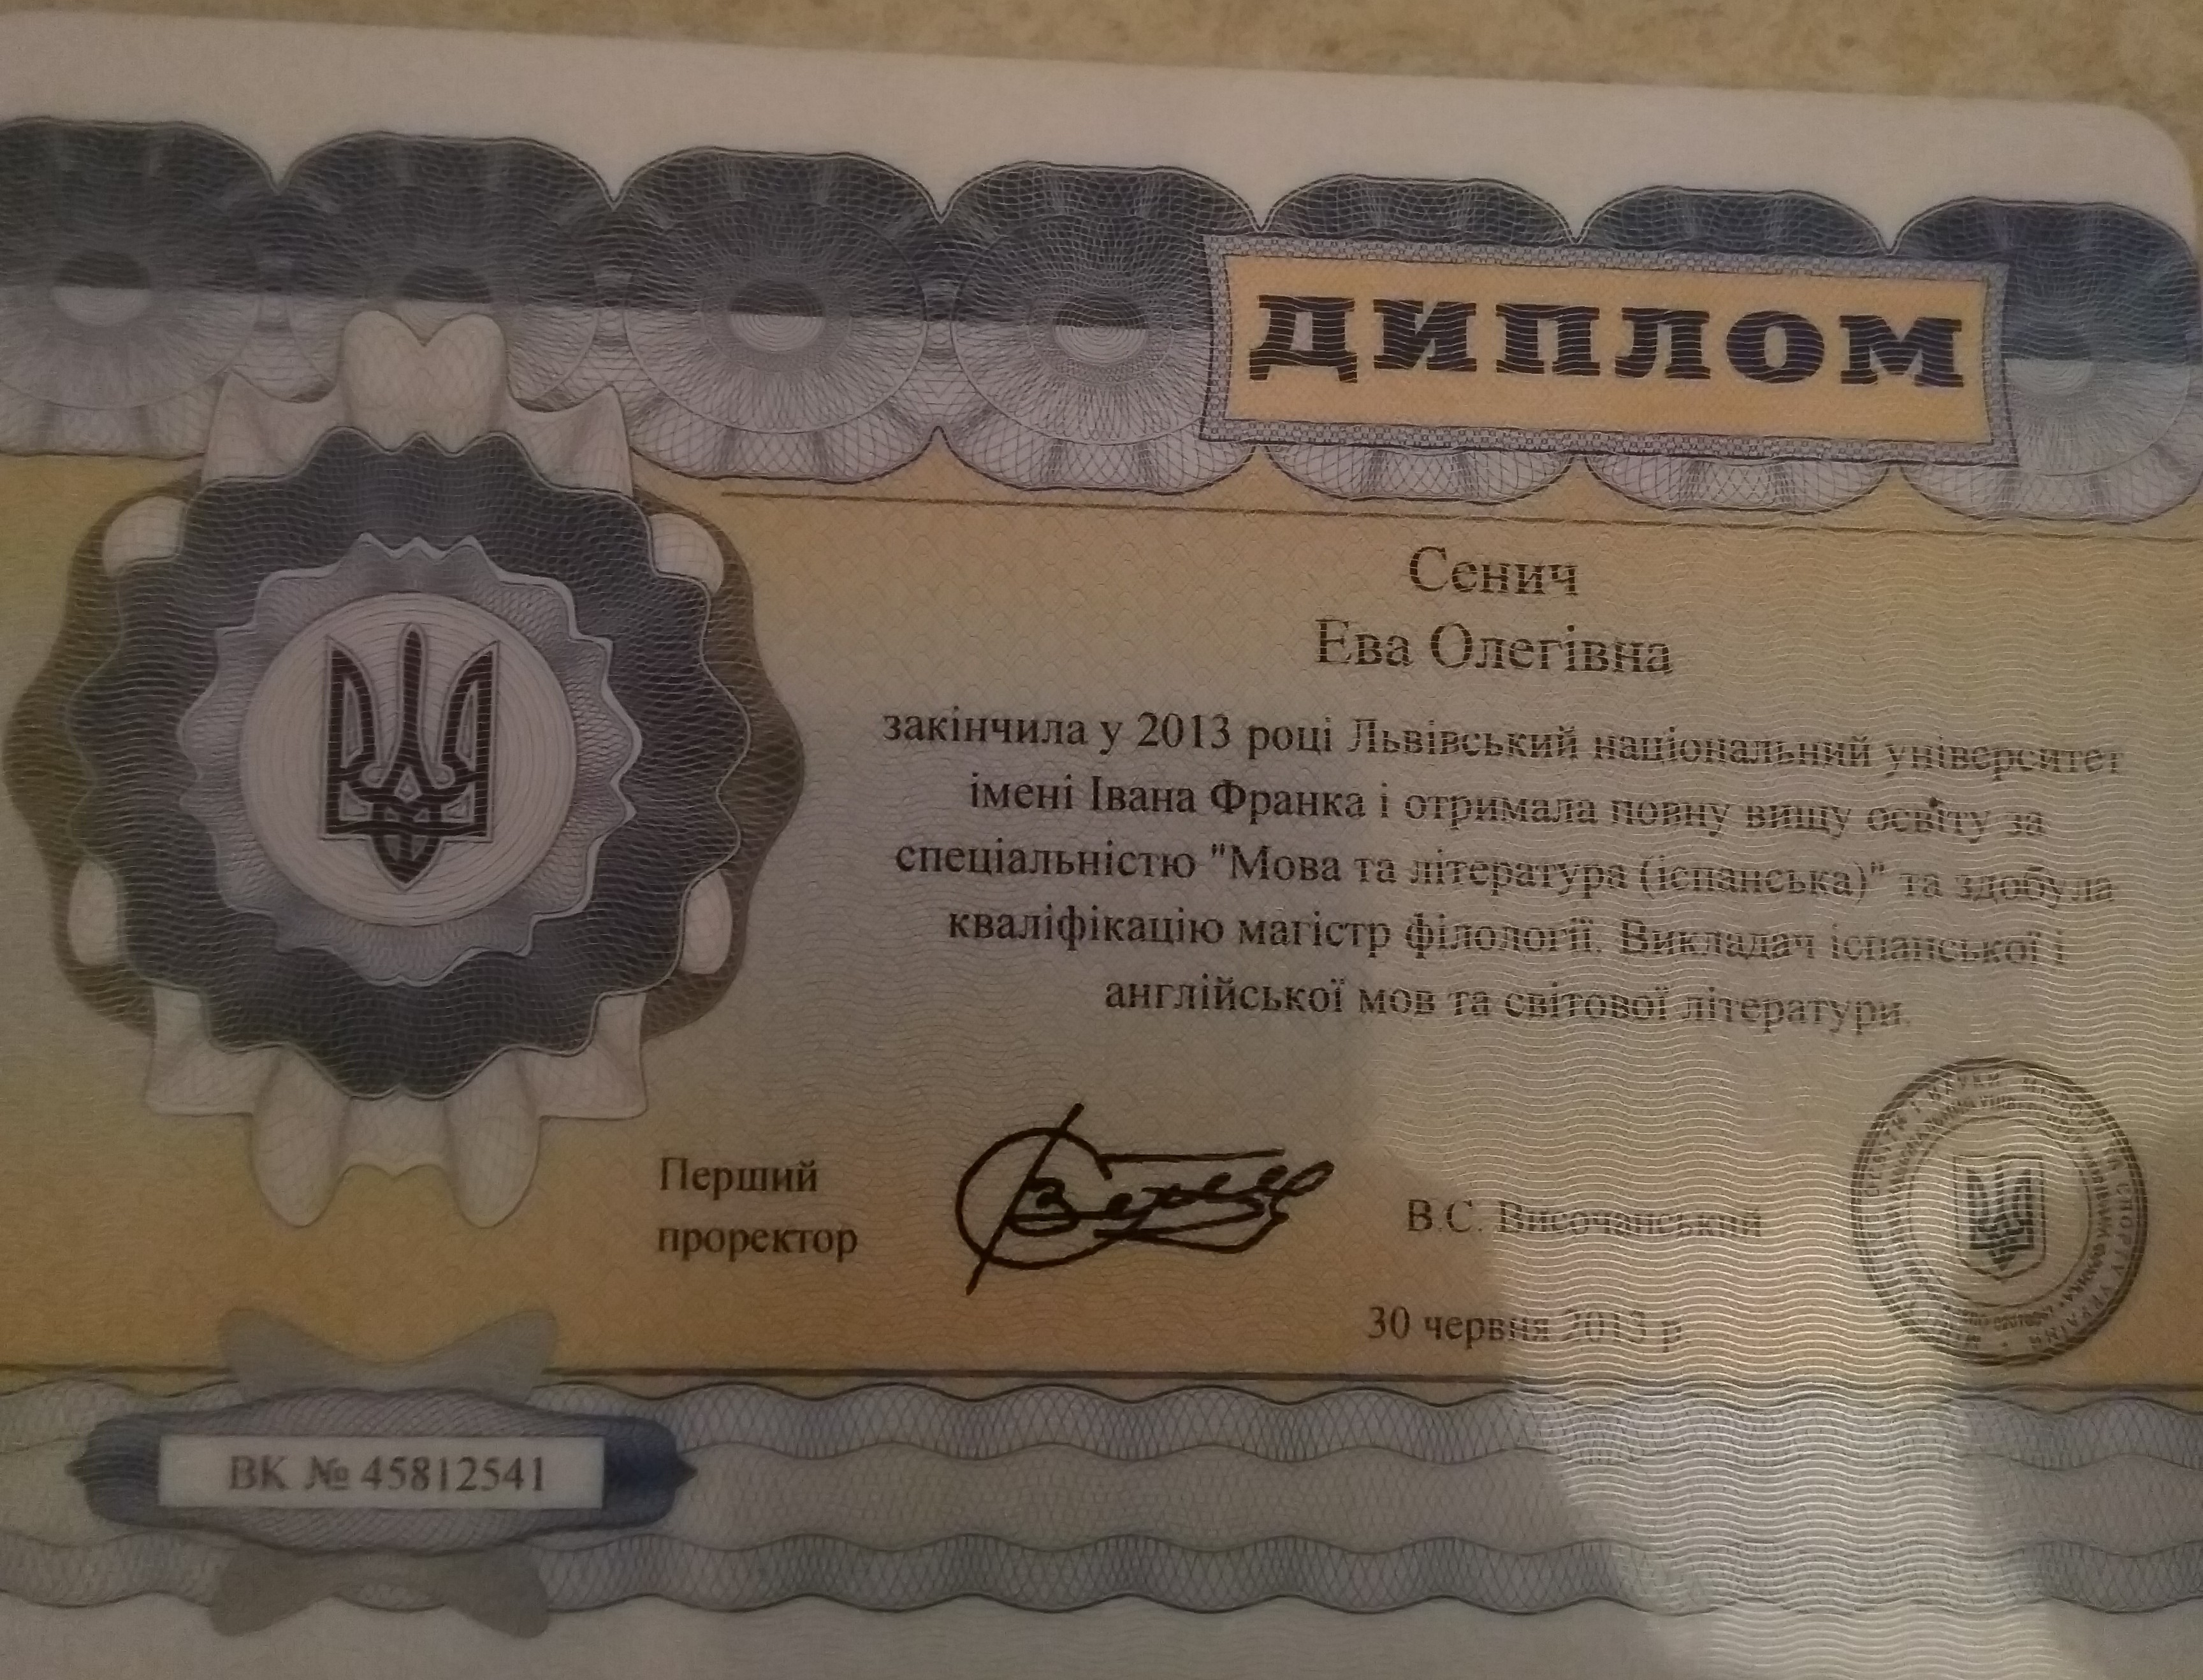 ДИПЛОМ
Сенич
Ева Олегівна
закінчила у 2013 році Львівський національний університет
імені Івана Франка і отримала повну вищу освіту за
спеціальністю "Мова та література (іспанська)" та здобула
кваліфікацію магістр філології. Викладач іспанської і
англійської мов та світової літератури.
Перший
проректор
В.С. Височанський
30 червня 2013 р
ВК № 45812541